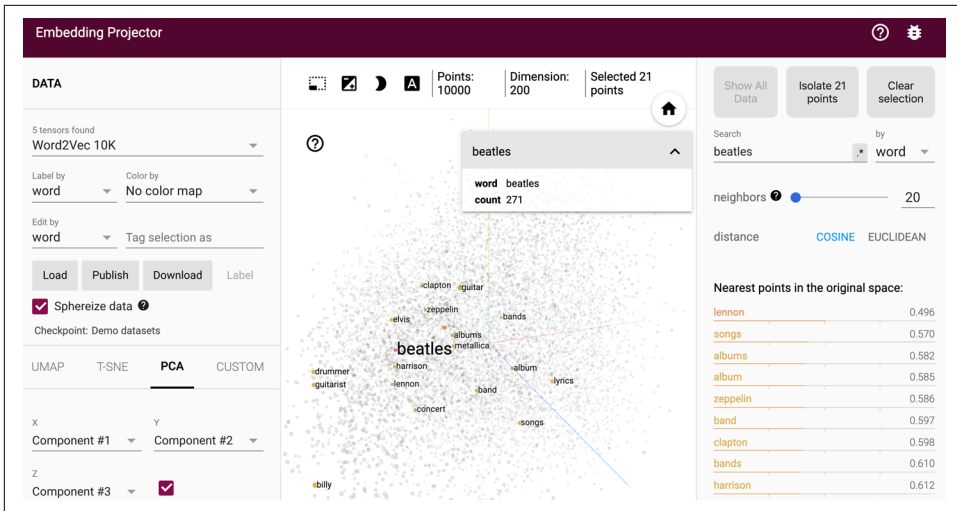 Embedding Projector
DATA
5 tensors found
Word2Vec 10K
Label by
word
Color by
No color map
Edit by
word
Tag selection as
Load
Publish
Download
Label
Sphereize data
Checkpoint: Demo datasets
UMAP
T-SNE
PCA
CUSTOM
X
Component #1
Y
Component #2
Z
Component #3
A
Points:
10000
Dimension:
200
Selected 21
points
beatles
word beatles
count 271
clapton
guitar
zeppelin
elvis
bands
albums
metallica
beatles
harrison
album
drummer
guitarist
lennon
lyrics
band
concert
songs
billy
Show All
Data
Isolate 21
points
Clear
selection
Search
beatles
.*
by
word
neighbors
20
distance
COSINE
EUCLIDEAN
Nearest points in the original space:
lennon 0.496
songs 0.570
albums 0.582
album 0.585
zeppelin 0.586
band 0.597
clapton 0.598
bands 0.610
harrison 0.612